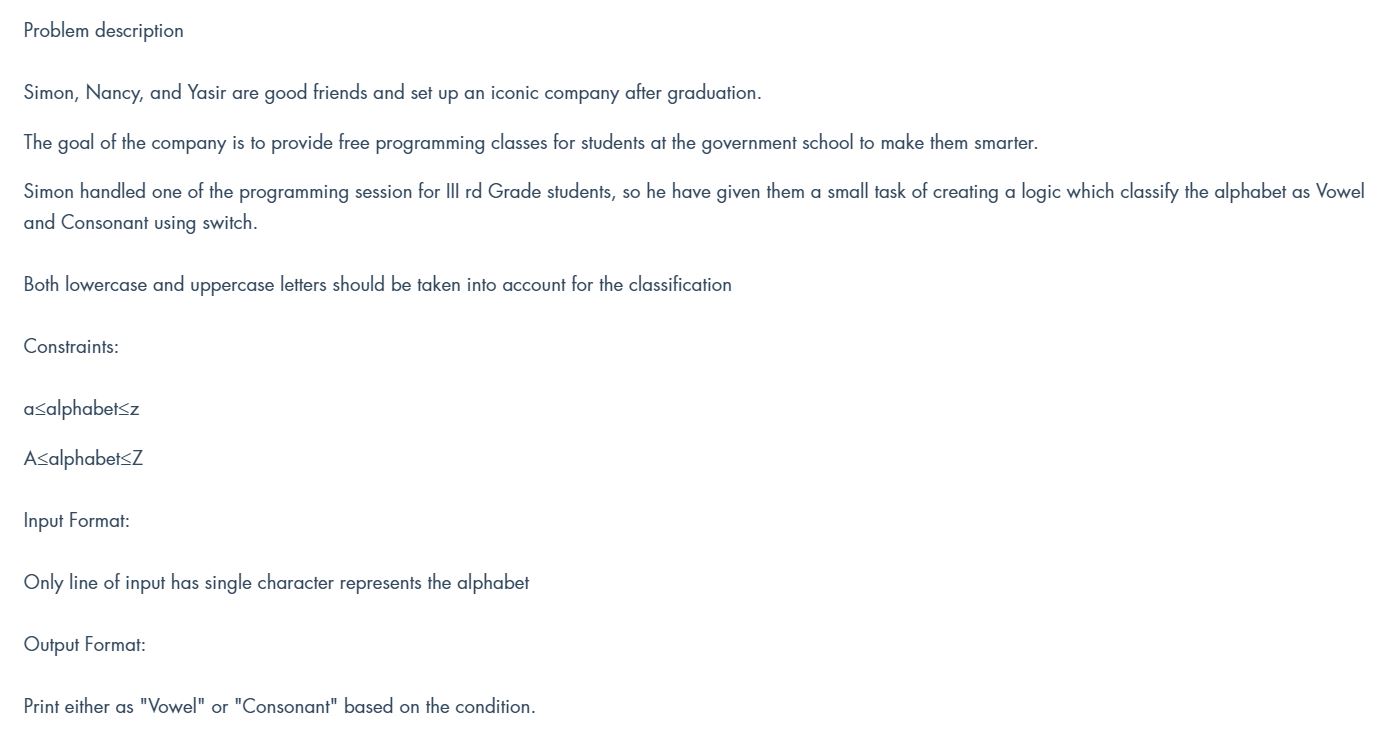 Problem description
Simon, Nancy, and Yasir are good friends and set up an iconic company after graduation.
The goal of the company is to provide free programming classes for students at the government school to make them smarter.
Simon handled one of the programming session for III rd Grade students, so he have given them a small task of creating a logic which classify the alphabet as Vowel
and Consonant using switch.
Both lowercase and uppercase letters should be taken into account for the classification
Constraints:
a≤alphabet≤z
A≤alphabet≤Z
Input Format:
Only line of input has single character represents the alphabet
Output Format:
Print either as "Vowel" or "Consonant" based on the condition.